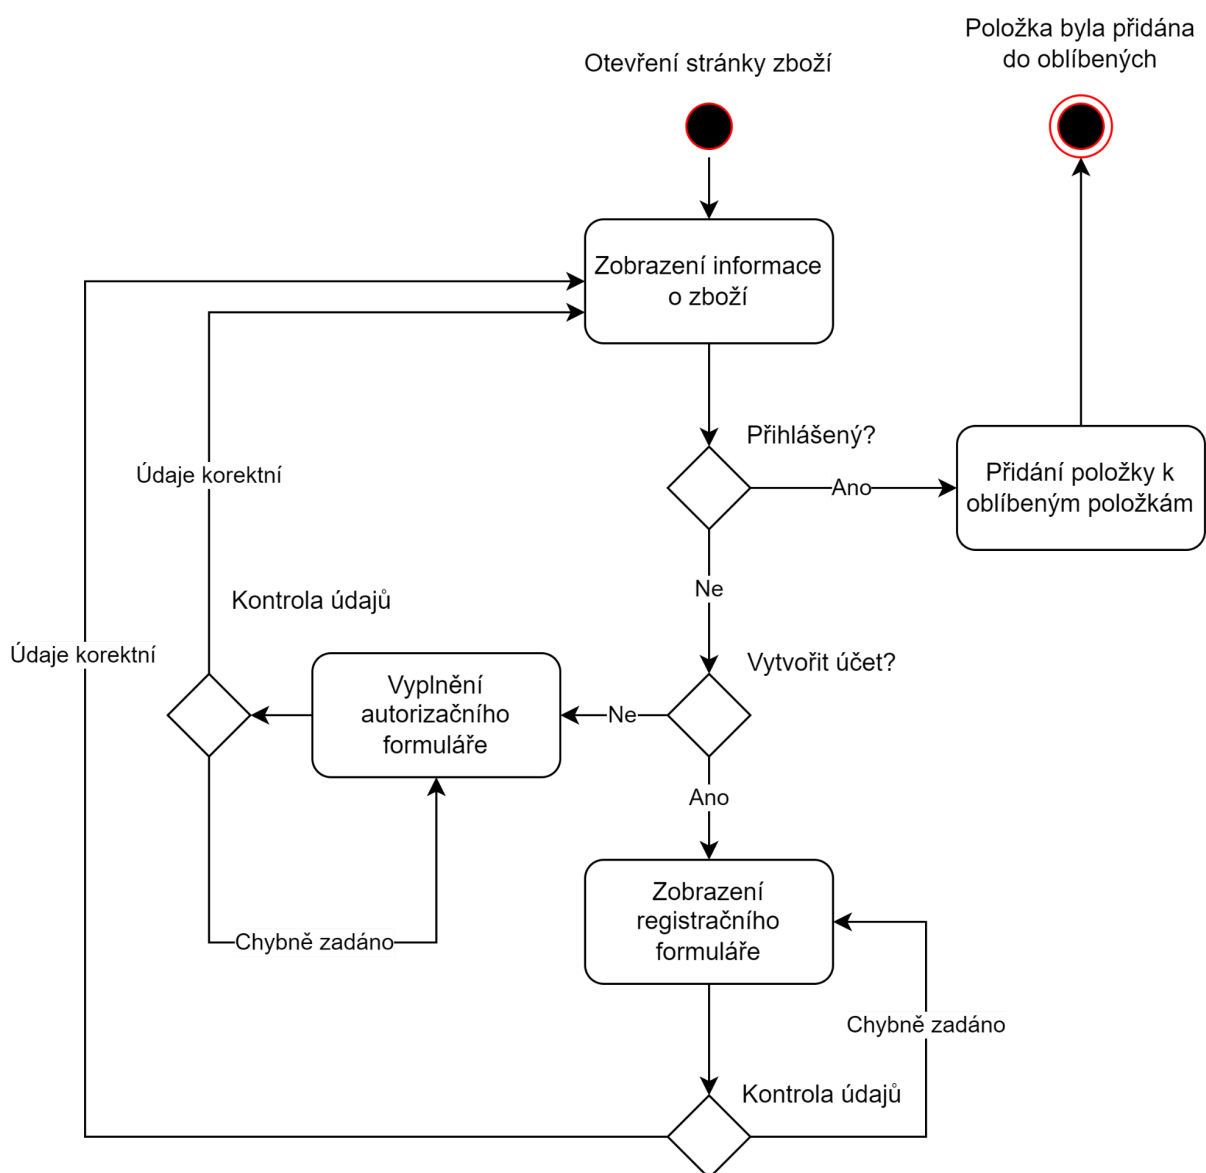 Položka byla přidána
do oblíbených
Otevření stránky zboží
Zobrazení informace
o zboží
Přihlášený?
Ano
Přidání položky k
oblíbeným položkám
Údaje korektní
Ne
Kontrola údajů
Údaje korektní
Vytvořit účet?
Vyplnění
autorizačního
formuláře
Ne
Ano
Chybně zadáno
Zobrazení
registračního
formuláře
Chybně zadáno
Kontrola údajů